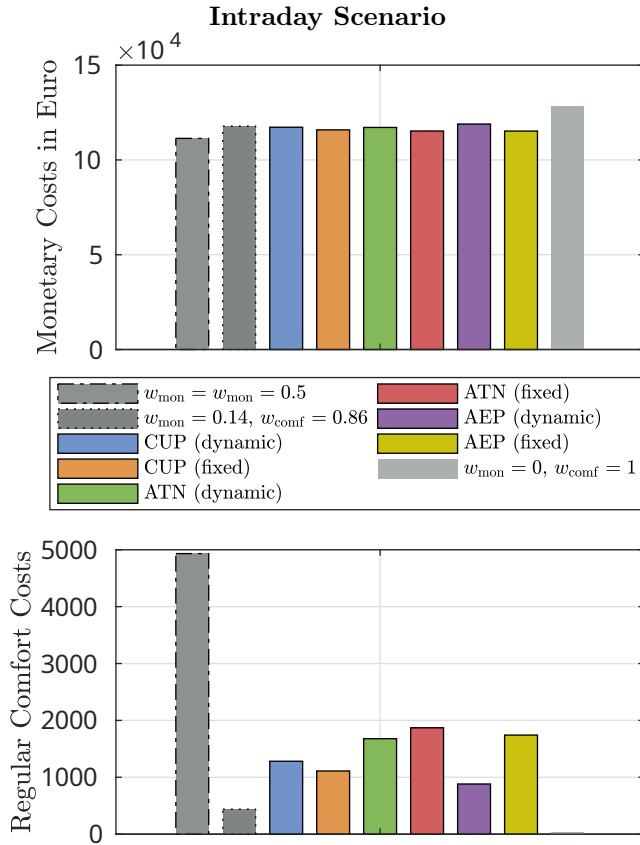 Intraday Scenario
×10⁴
15
10
5
0
Monetary Costs in Euro
w_mon = w_mon = 0.5
w_mon = 0.14, w_comf = 0.86
CUP (dynamic)
CUP (fixed)
ATN (dynamic)
ATN (fixed)
AEP (dynamic)
AEP (fixed)
w_mon = 0, w_comf = 1
5000
4000
3000
2000
1000
0
Regular Comfort Costs